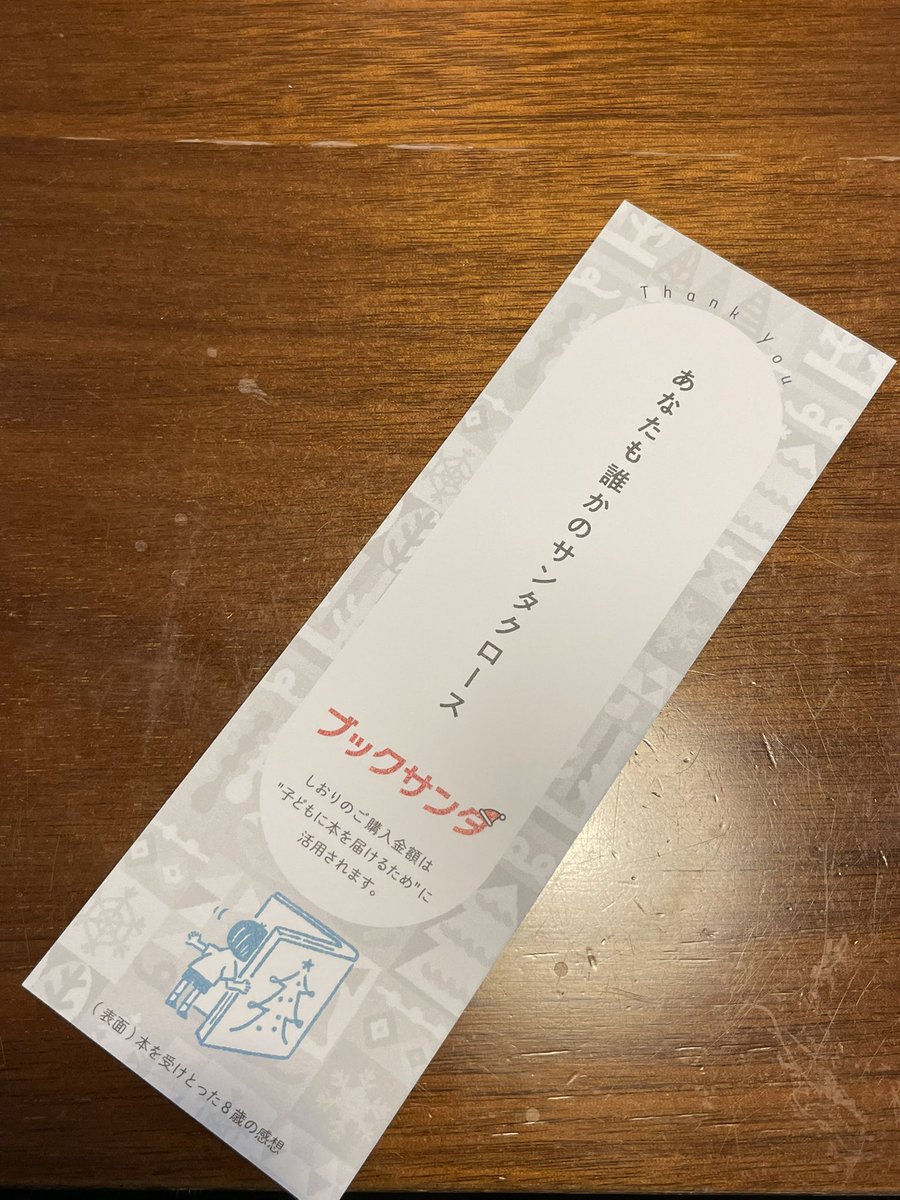 Thank you
あなたも誰かのサンタクロース
ブックサンタ
しおりのご購入金額は
"子どもに本を届けるため"に
活用されます。
(表面)本を受けとった8歳の感想